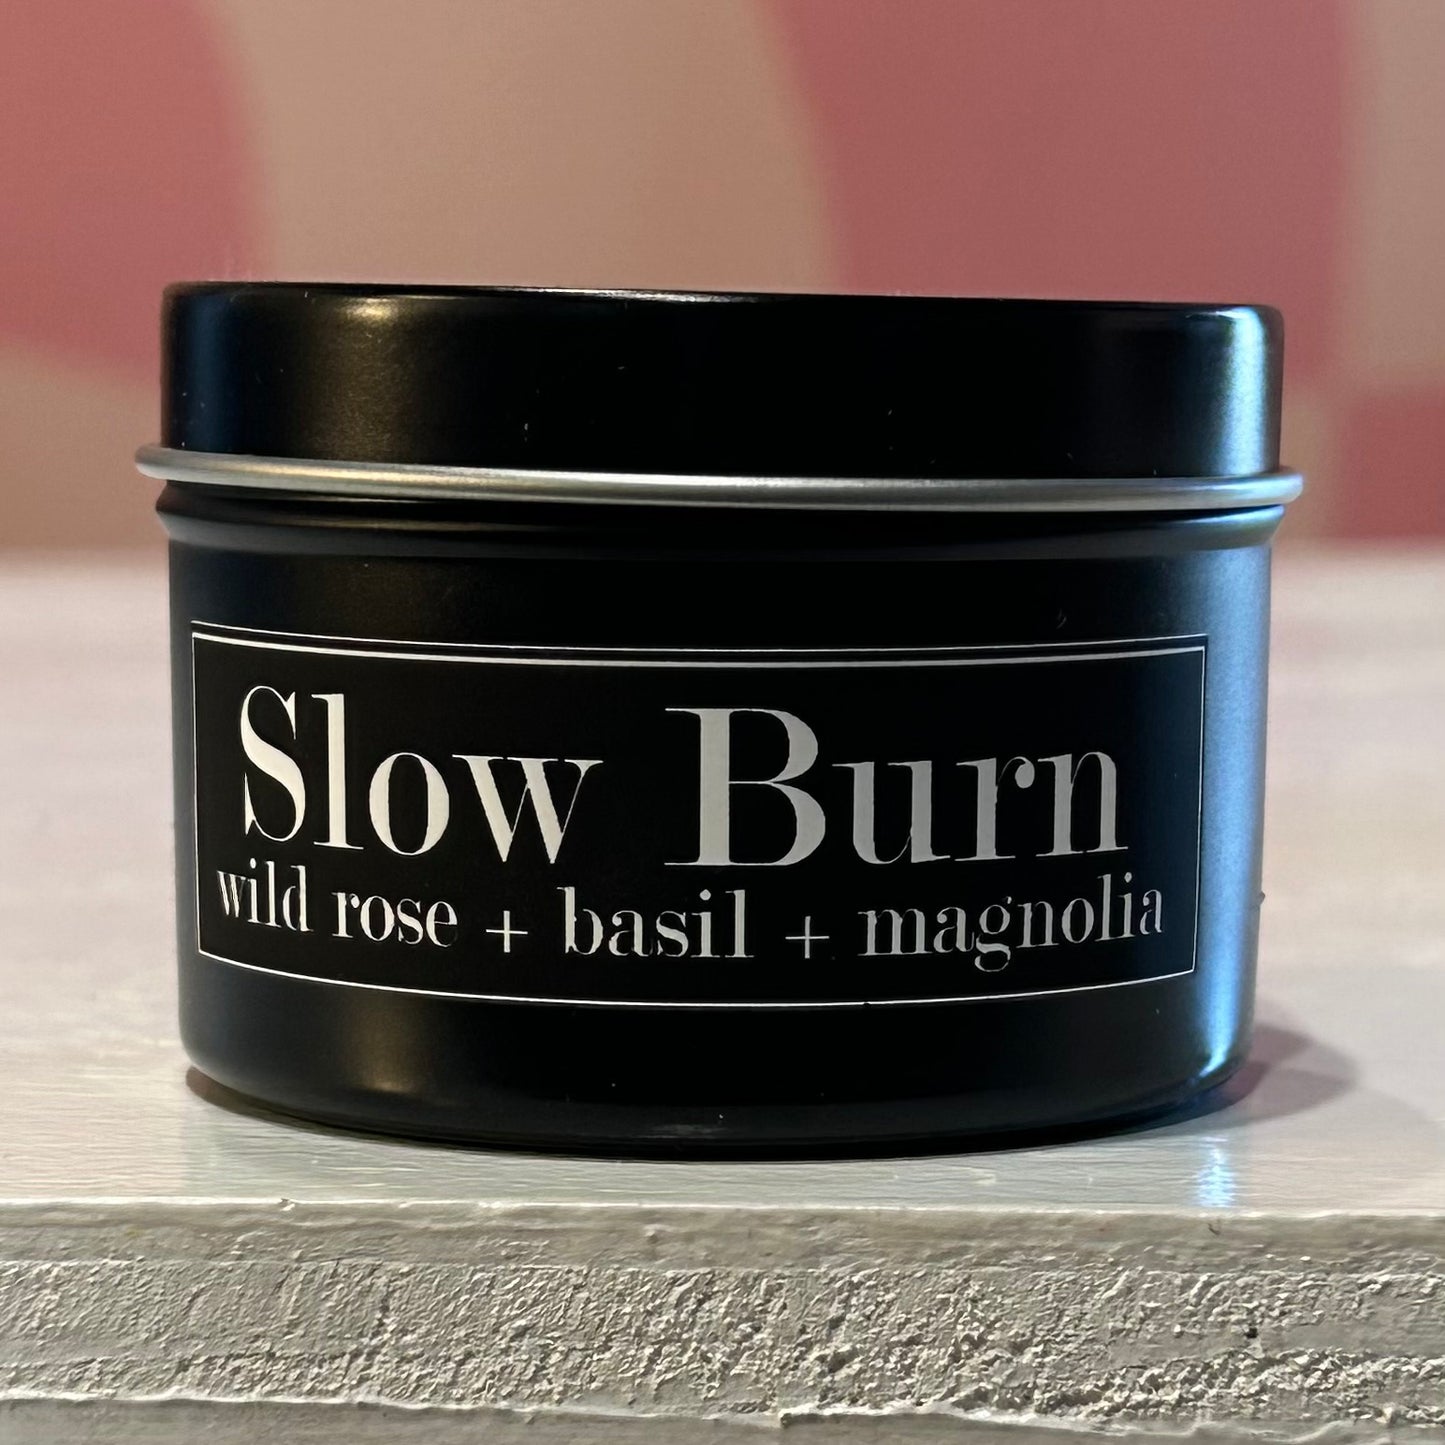 Slow Burn
wild rose + basil + magnolia